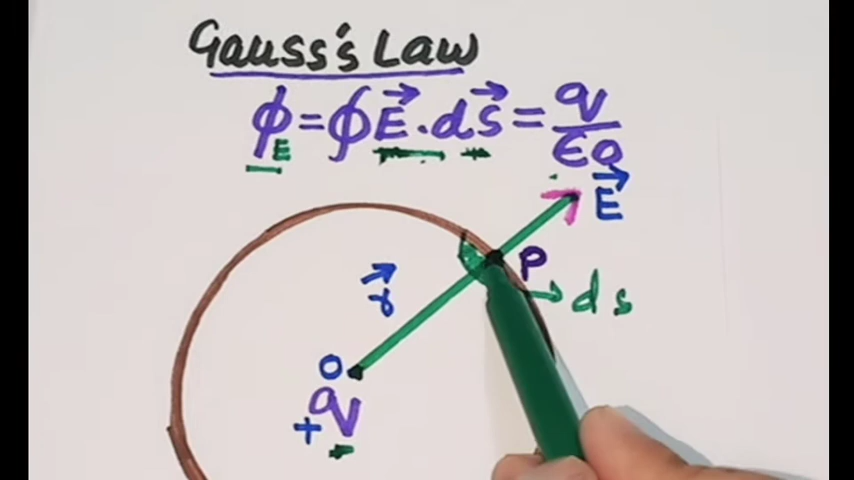 Gauss's Law
ϕE = ∮E⃗ . dS⃗ = q/ε0
E⃗
P
r⃗
ds
O
+q